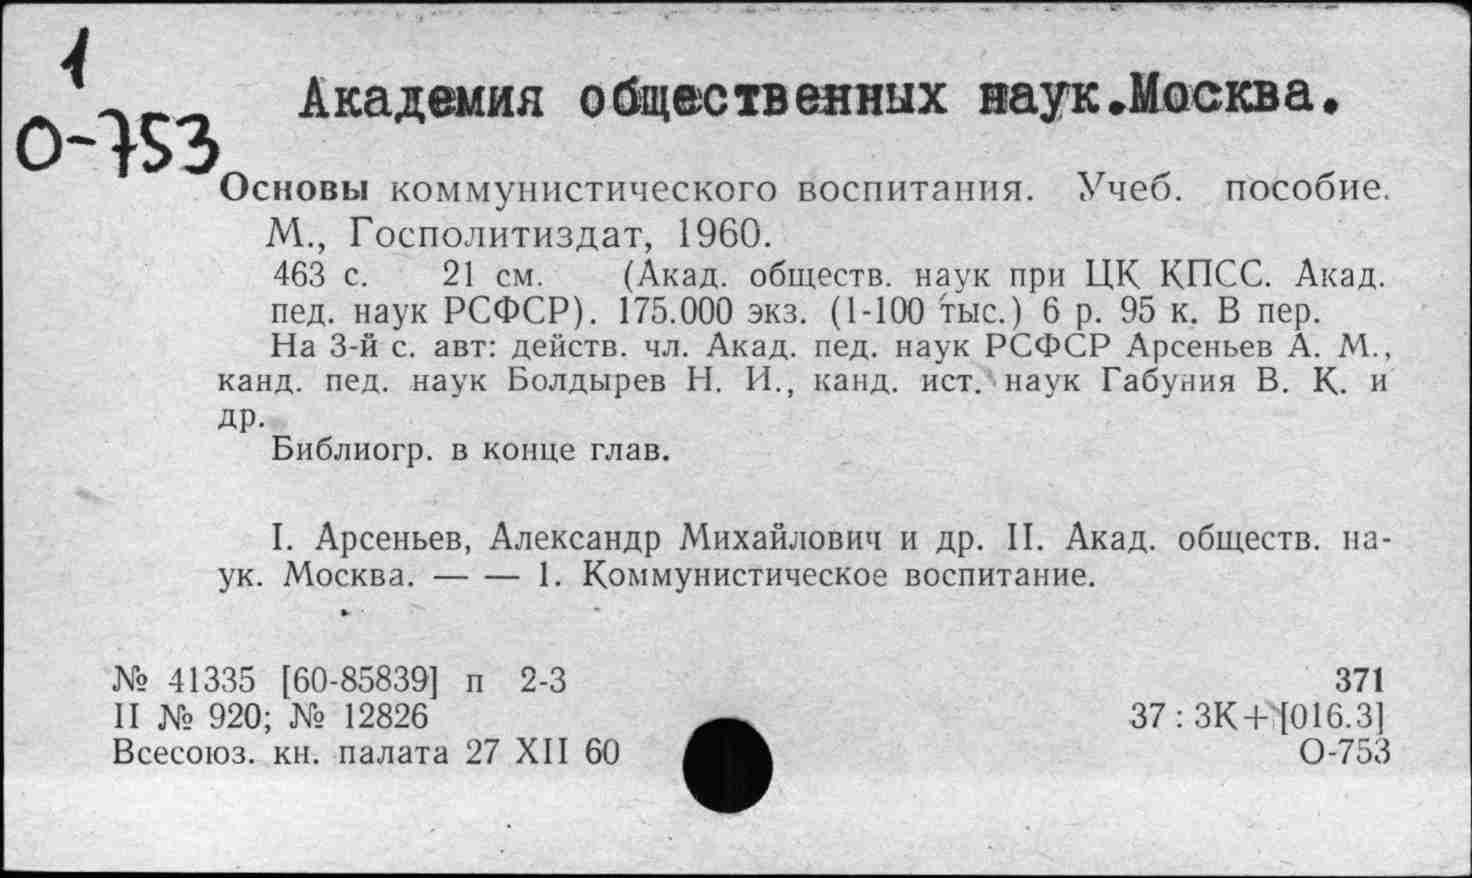 1
О-753
Академия общественных наук.Москва.
Основы коммунистического воспитания. Учеб. пособие.
М., Госполитиздат, 1960.
463 с. 21 см. (Акад. обществ. наук при ЦК КПСС. Акад.
пед. наук РСФСР). 175.000 экз. (1-100 тыс.) 6 р. 95 к. В пер.
На 3-й с. авт: действ. чл. Акад. пед. наук РСФСР Арсеньев А. М.,
канд. пед. наук Болдырев Н. И., канд. ист. наук Габуния В. К. и
др.
Библиогр. в конце глав.
I. Арсеньев, Александр Михайлович и др. II. Акад. обществ. на-
ук. Москва. — — 1. Коммунистическое воспитание.
№ 41335 [60-85839] п 2-3 371
II № 920; № 12826 37 : 3К+[016.3]
Всесоюз. кн. палата 27 XII 60 О-753